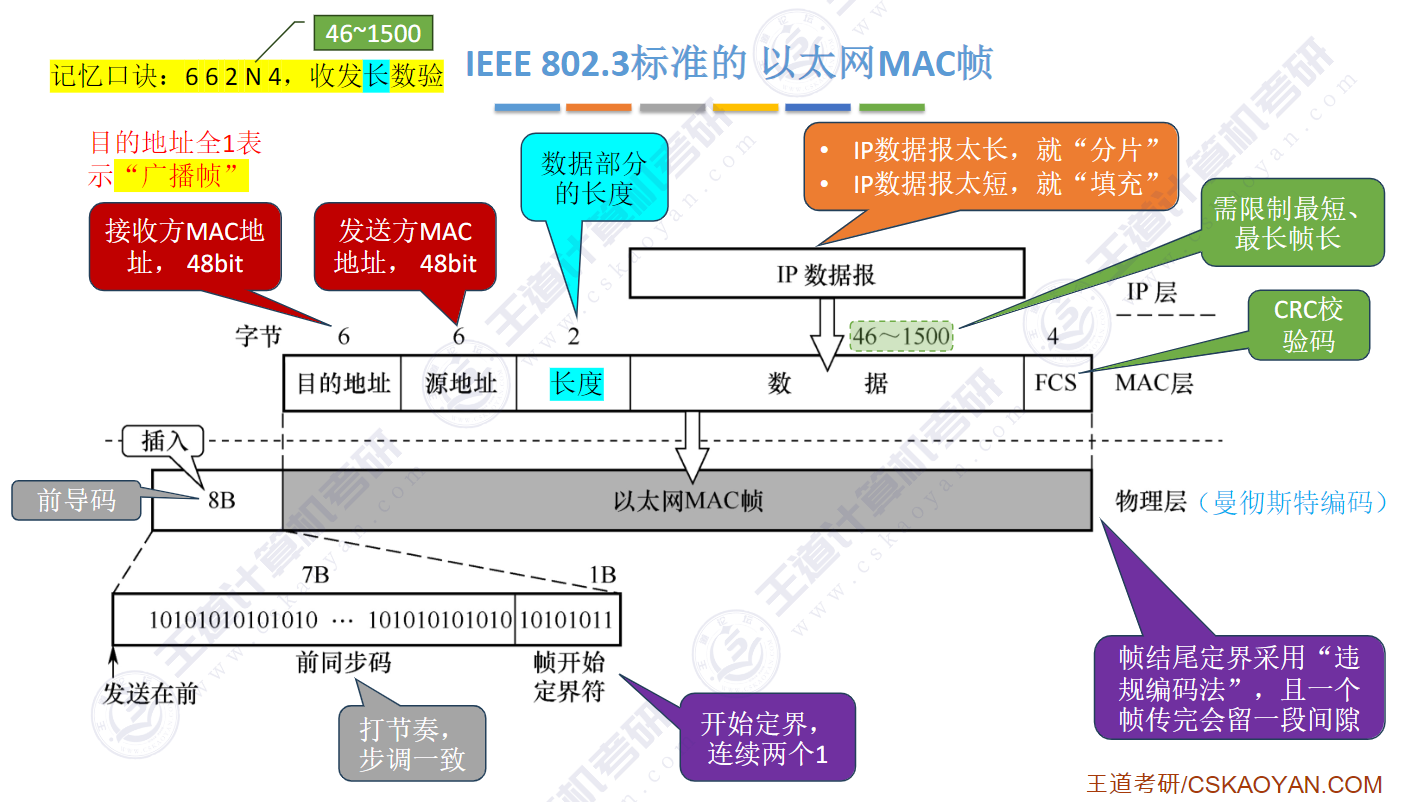 46~1500
记忆口诀：6 6 2 N 4，收发长数验
IEEE 802.3标准的 以太网MAC帧
目的地址全1表
示“广播帧”
接收方MAC地
址， 48bit
发送方MAC
地址， 48bit
数据部分
的长度
• IP数据报太长，就“分片”
• IP数据报太短，就“填充”
需限制最短、
最长帧长
IP 数据报
IP 层
CRC校
验码
字节
6
6
2
46～1500
4
目的地址
源地址
长度
数 据
FCS
MAC层
插入
前导码
8B
以太网MAC帧
物理层（曼彻斯特编码）
7B
1B
10101010101010 … 101010101010
10101011
前同步码
帧开始
定界符
发送在前
打节奏，
步调一致
开始定界，
连续两个1
帧结尾定界采用“违
规编码法”，且一个
帧传完会留一段间隙
王道考研/CSKAOYAN.COM
王道计算机考研
www.cskaoyan.com